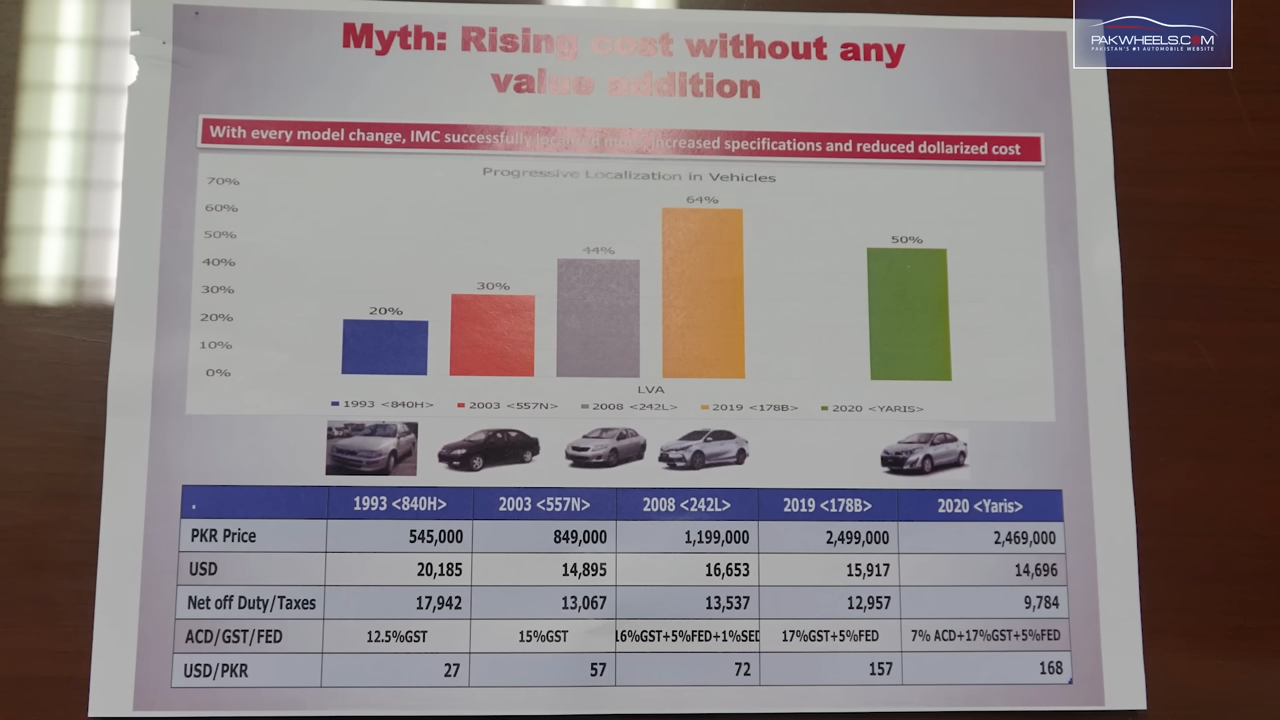 PAKWHEELS.COM
PAKISTAN'S #1 AUTOMOBILE WEBSITE
Myth: Rising cost without any
value addition
With every model change, IMC successfully localized more, increased specifications and reduced dollarized cost
Progressive Localization in Vehicles
70%
60%
50%
40%
30%
20%
10%
0%
20%
30%
44%
64%
50%
LVA
1993 <840H> 2003 <557N> 2008 <242L> 2019 <178B> 2020 <YARIS>
. 1993 <840H> 2003 <557N> 2008 <242L> 2019 <178B> 2020 <Yaris>
PKR Price 545,000 849,000 1,199,000 2,499,000 2,469,000
USD 20,185 14,895 16,653 15,917 14,696
Net off Duty/Taxes 17,942 13,067 13,537 12,957 9,784
ACD/GST/FED 12.5%GST 15%GST 16%GST+5%FED+1%SED 17%GST+5%FED 7% ACD+17%GST+5%FED
USD/PKR 27 57 72 157 168